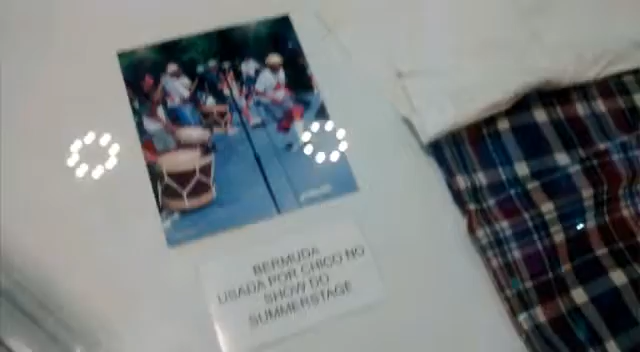 BERMUDA
USADA POR CHICO NO
SHOW DO
SUMMERSTAGE